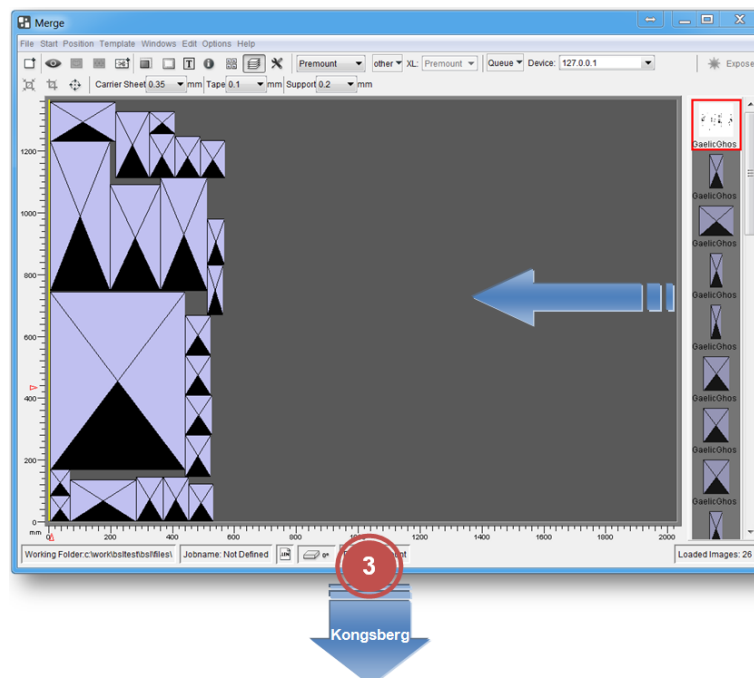 Merge
File Start Position Template Windows Edit Options Help
Premount other XL: Premount Queue Device: 127.0.0.1 Expose
Carrier Sheet 0.35 mm Tape 0.1 mm Support 0.2 mm
GaelicGhos
GaelicGhos
GaelicGhos
GaelicGhos
GaelicGhos
GaelicGhos
GaelicGhos
GaelicGhos
1200
1000
800
600
400
200
0
mm 0 200 400 600 800 1000 1200 1400 1600 1800 2000
Working Folder:c:\work\bsltest\bslfiles\ Jobname: Not Defined Loaded Images: 26
3
Kongsberg